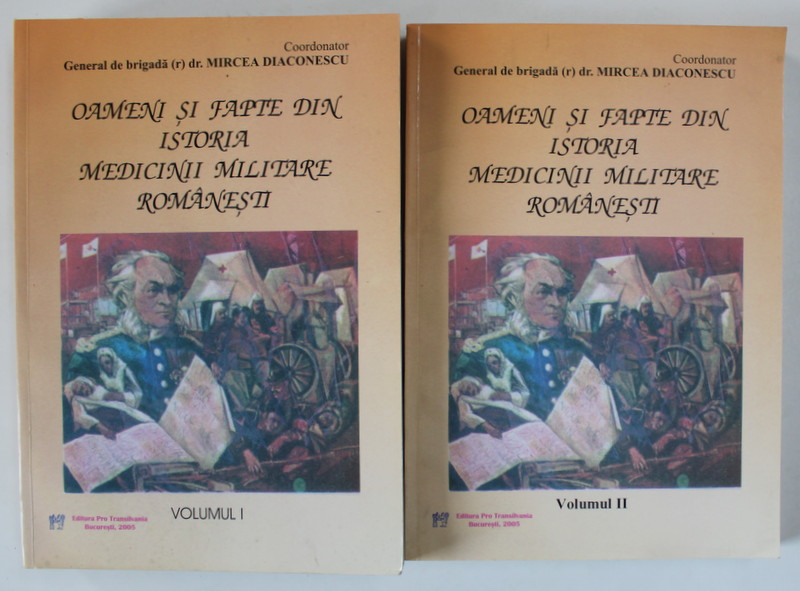 Coordonator
General de brigadă (r) dr. MIRCEA DIACONESCU
OAMENI ȘI FAPTE DIN
ISTORIA
MEDICINII MILITARE
ROMÂNEȘTI
VOLUMUL I
Editura Pro Transilvania
București, 2005
Coordonator
General de brigadă (r) dr. MIRCEA DIACONESCU
OAMENI ȘI FAPTE DIN
ISTORIA
MEDICINII MILITARE
ROMÂNEȘTI
Volumul II
Editura Pro Transilvania
București, 2005